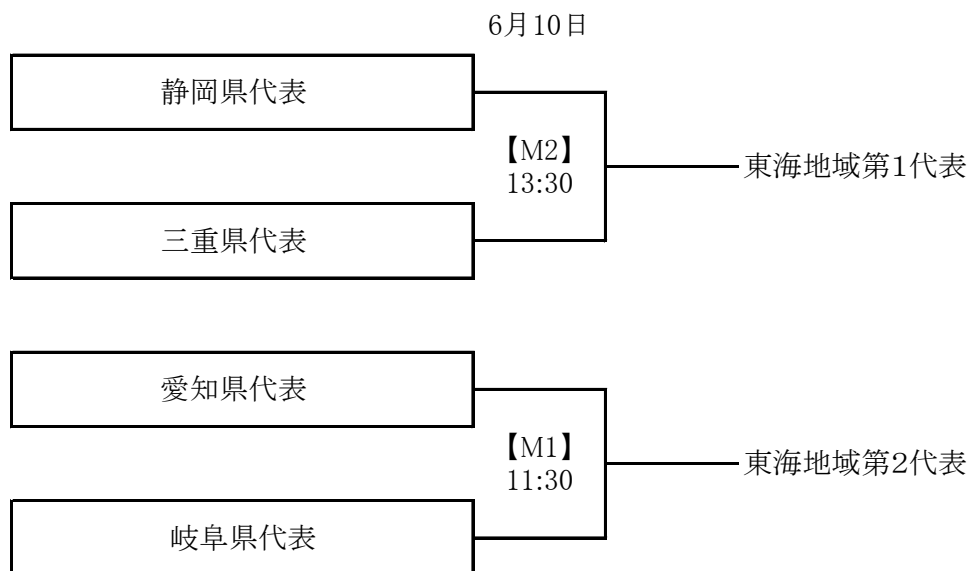 6月10日
静岡県代表
【M2】
13:30
東海地域第1代表
三重県代表
愛知県代表
【M1】
11:30
東海地域第2代表
岐阜県代表